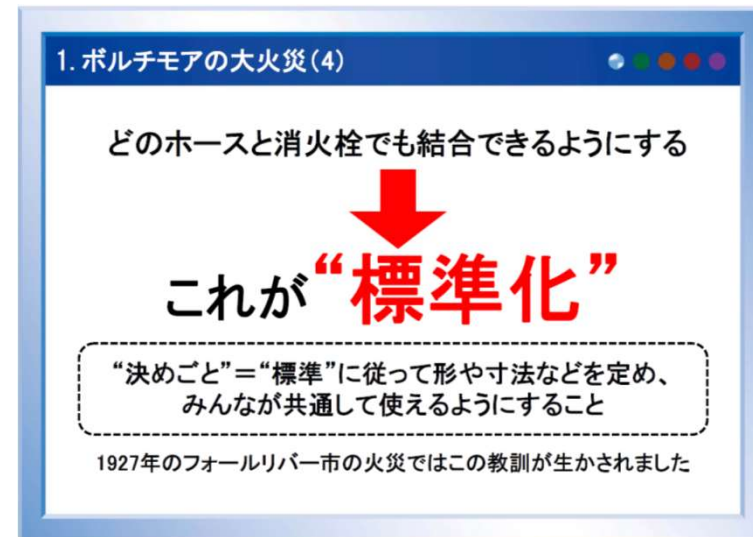 1. ボルチモアの大火災(4)
どのホースと消火栓でも結合できるようにする
これが“標準化”
“決めごと”＝“標準”に従って形や寸法などを定め、
みんなが共通して使えるようにすること
1927年のフォールリバー市の火災ではこの教訓が生かされました